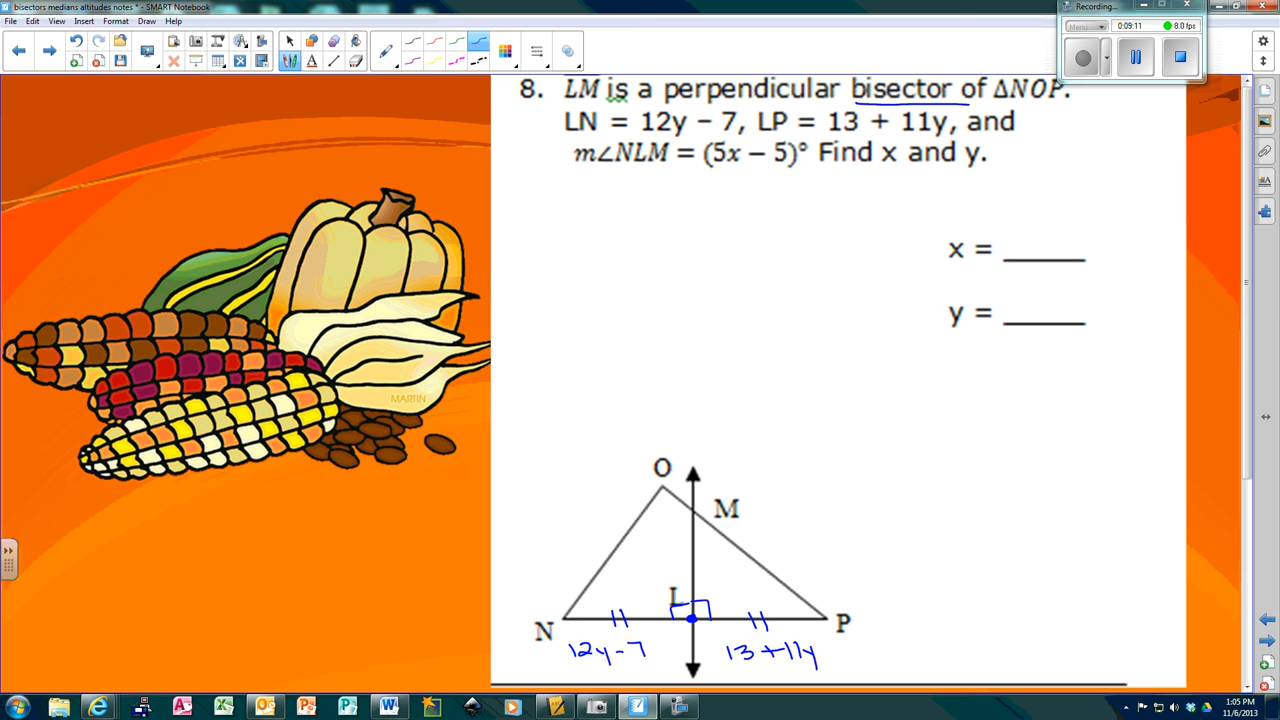 bisectors medians altitudes notes * - SMART Notebook
Recording...
File Edit View Insert Format Draw Help
Menu
0:09:11
8.0 fps
8. LM is a perpendicular bisector of ΔNOP.
LN = 12y – 7, LP = 13 + 11y, and
m∠NLM = (5x – 5)° Find x and y.
x = ______
y = ______
MARTIN
O
M
L
N
P
12y-7
13+11y
1:05 PM
11/6/2013